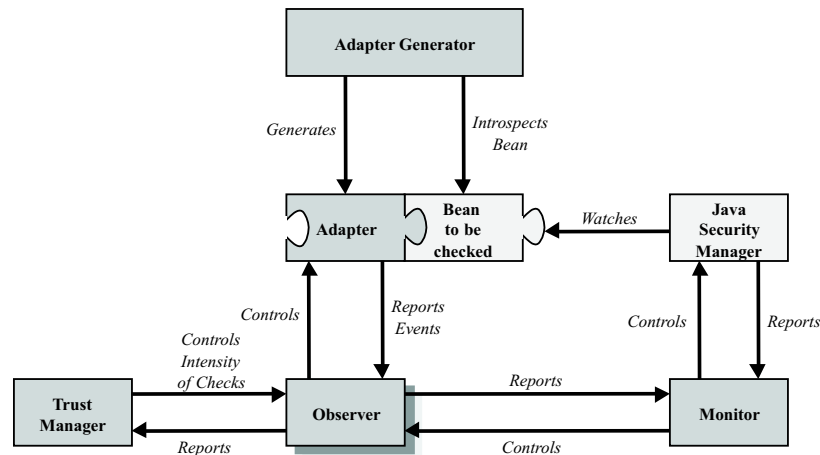 Adapter Generator
Generates
Introspects
Bean
Adapter
Bean
to be
checked
Watches
Java
Security
Manager
Controls
Reports
Events
Controls
Reports
Controls
Intensity
of Checks
Trust
Manager
Observer
Reports
Monitor
Reports
Controls